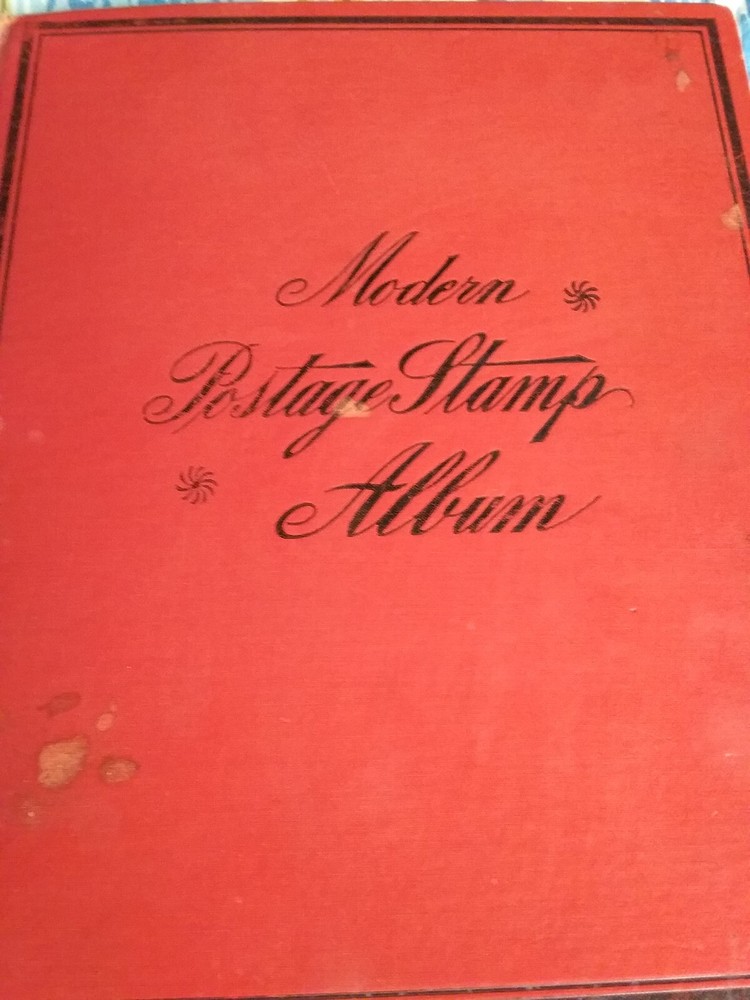 Modern
Postage Stamp
Album